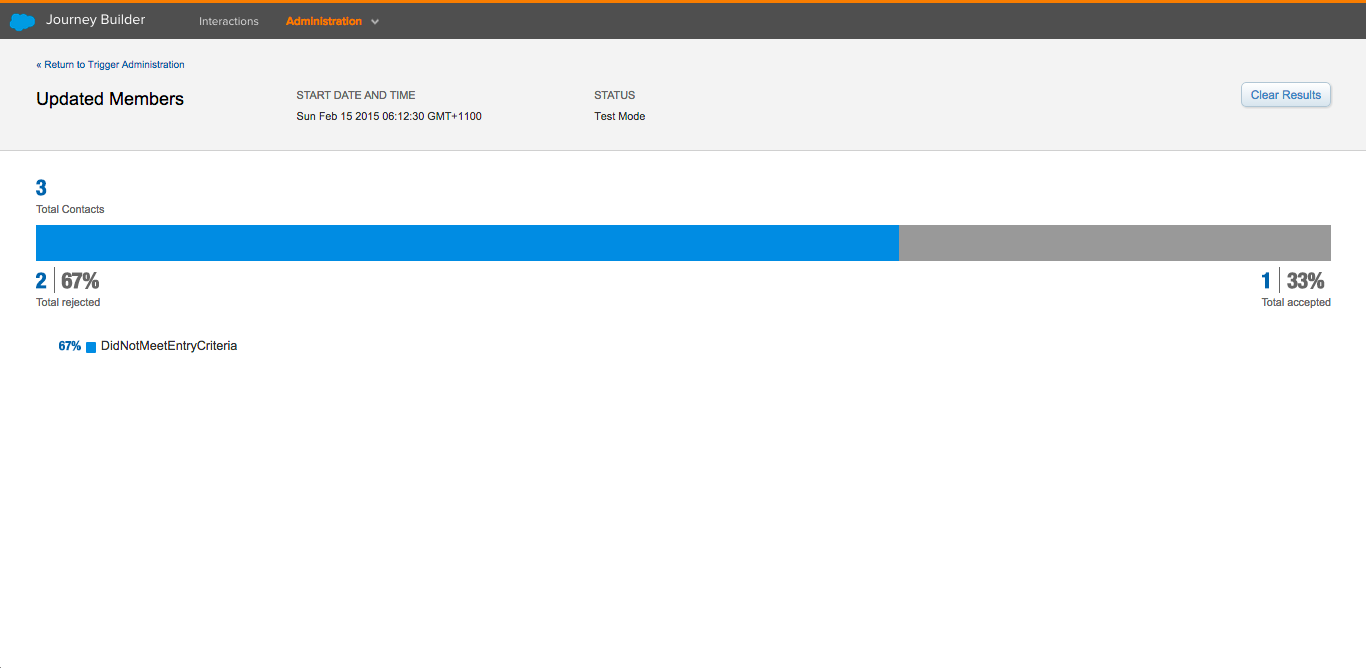 Journey Builder
Interactions
Administration
« Return to Trigger Administration
Updated Members
START DATE AND TIME
Sun Feb 15 2015 06:12:30 GMT+1100
STATUS
Test Mode
Clear Results
3
Total Contacts
2 | 67%
Total rejected
1 | 33%
Total accepted
67% DidNotMeetEntryCriteria